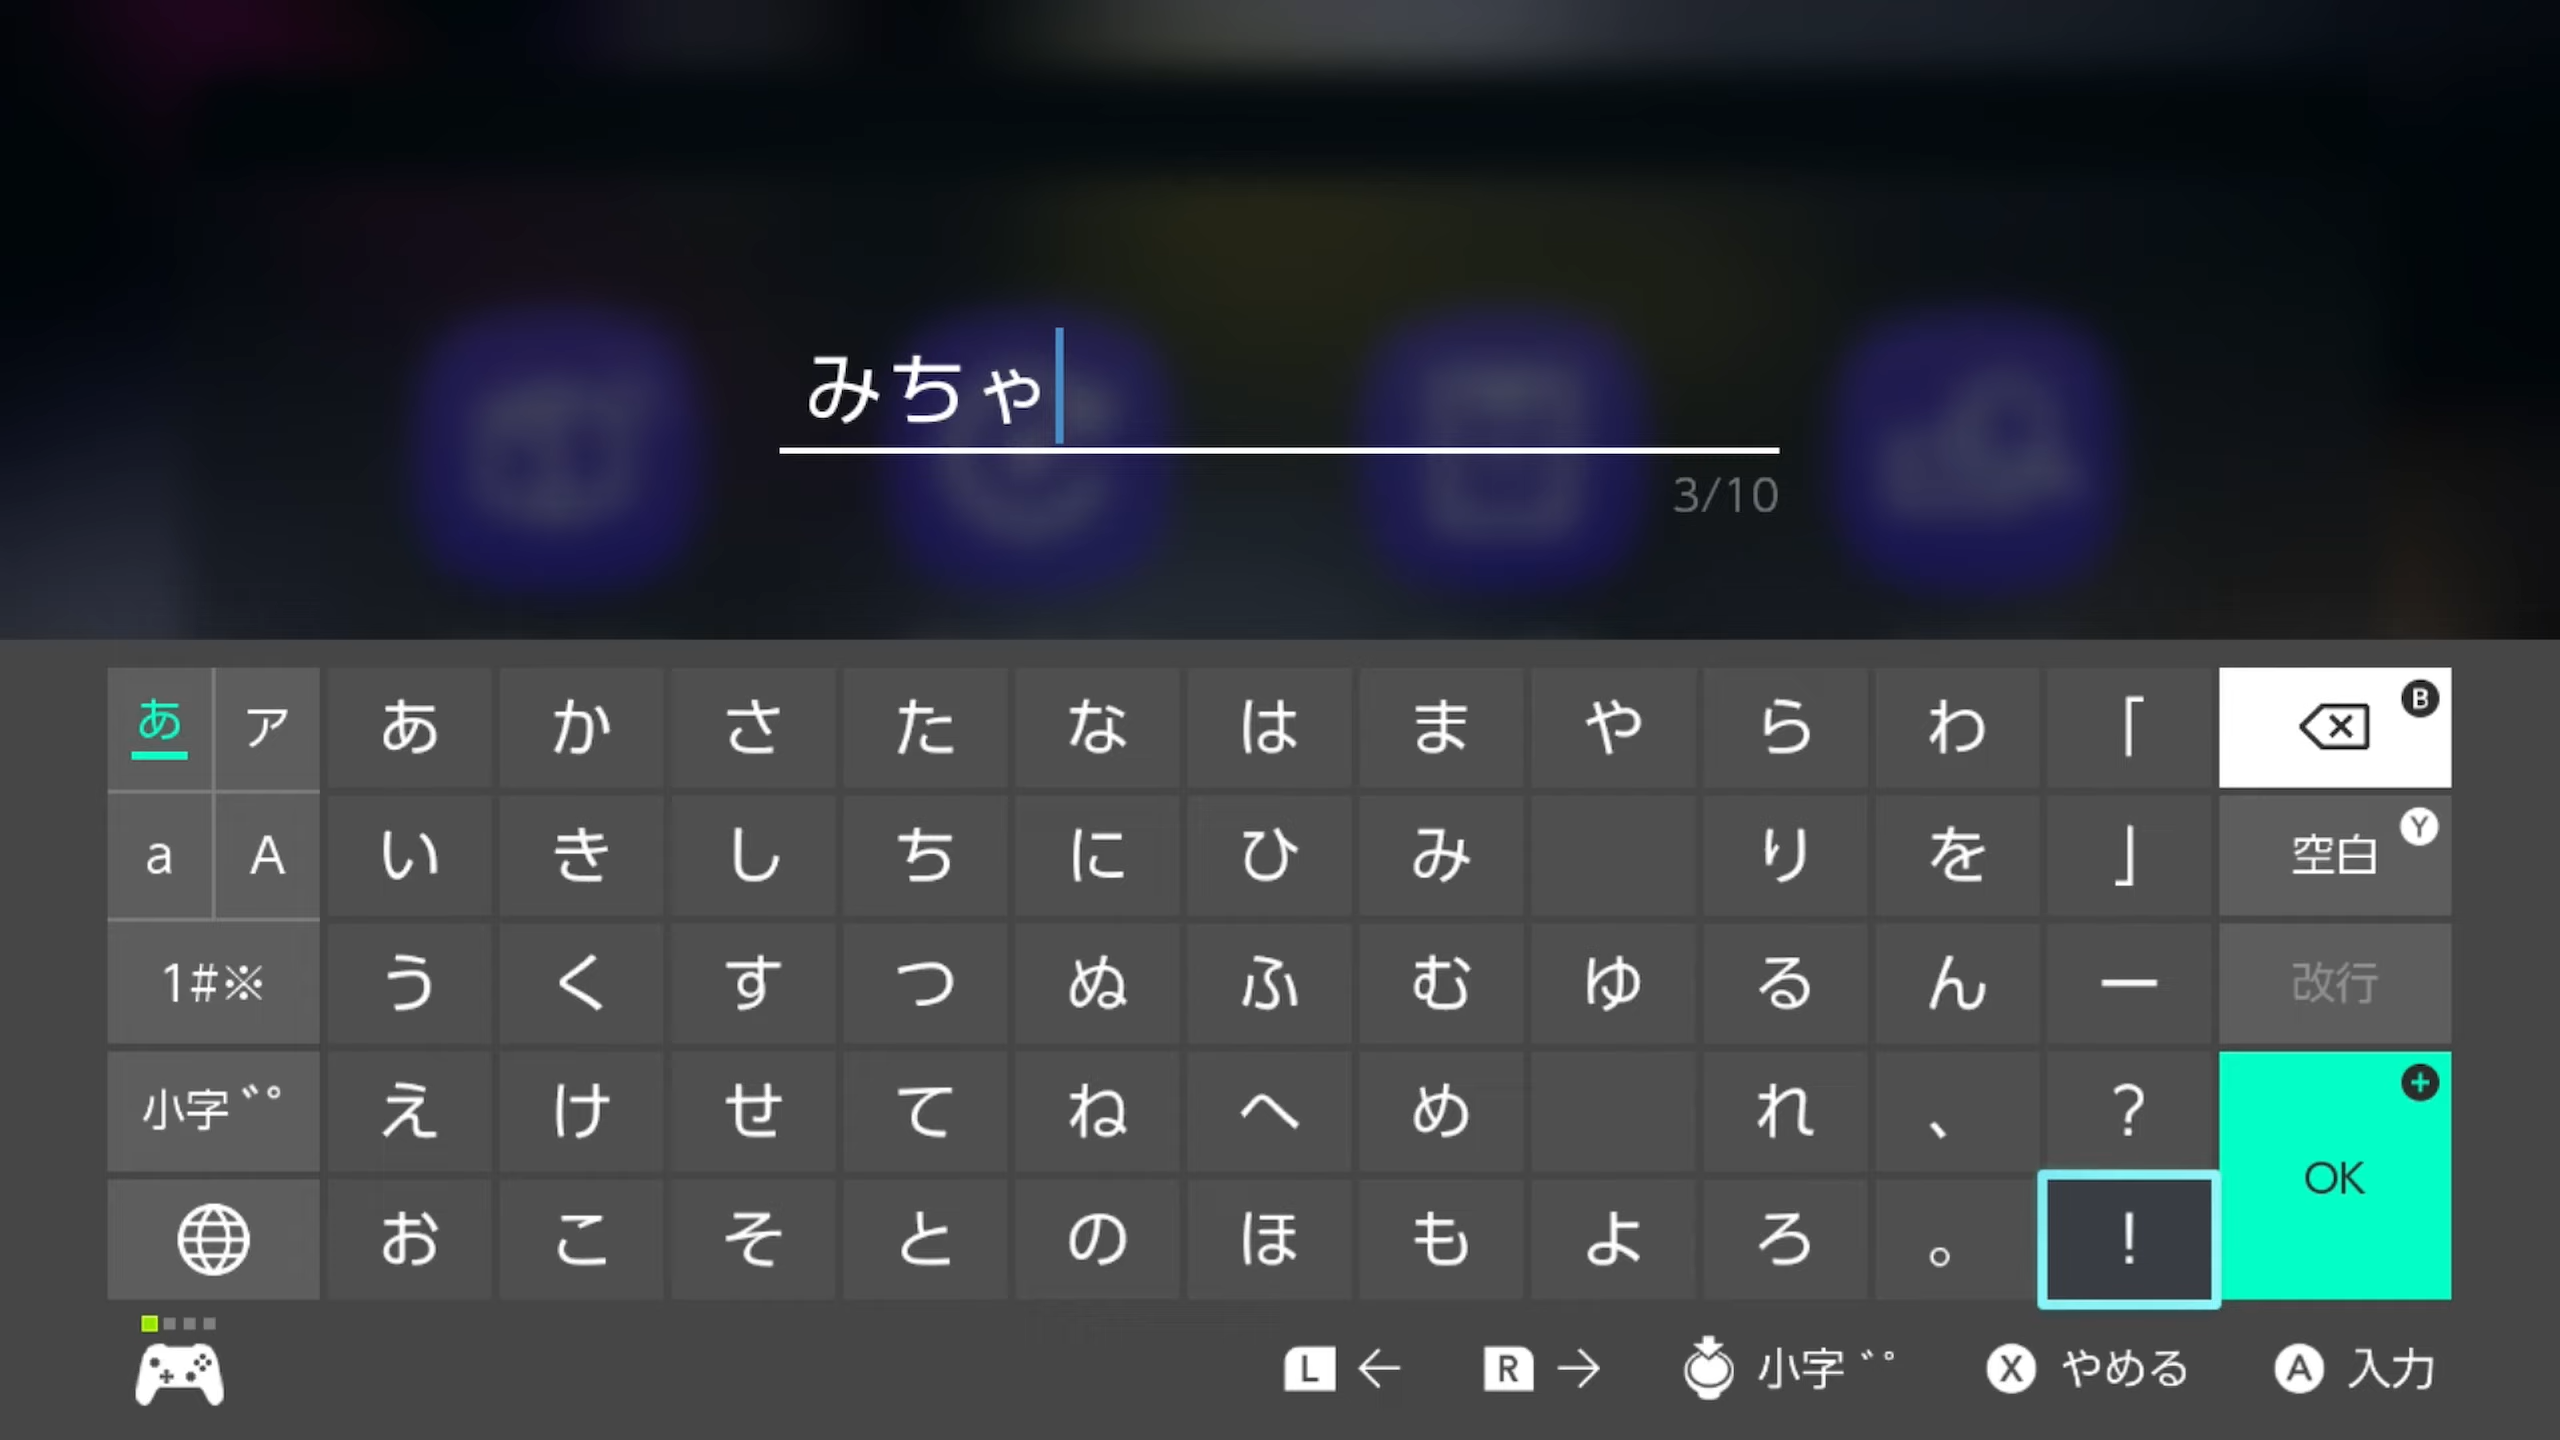 みちゃ
3/10
あ ア あ か さ た な は ま や ら わ 「 B
a A い き し ち に ひ み り を 」 空白 Y
1#※ う く す つ ぬ ふ む ゆ る ん ー 改行
小字゛゜ え け せ て ね へ め れ 、 ? OK +
お こ そ と の ほ も よ ろ 。 !
L ← R → 小字゛゜ X やめる A 入力